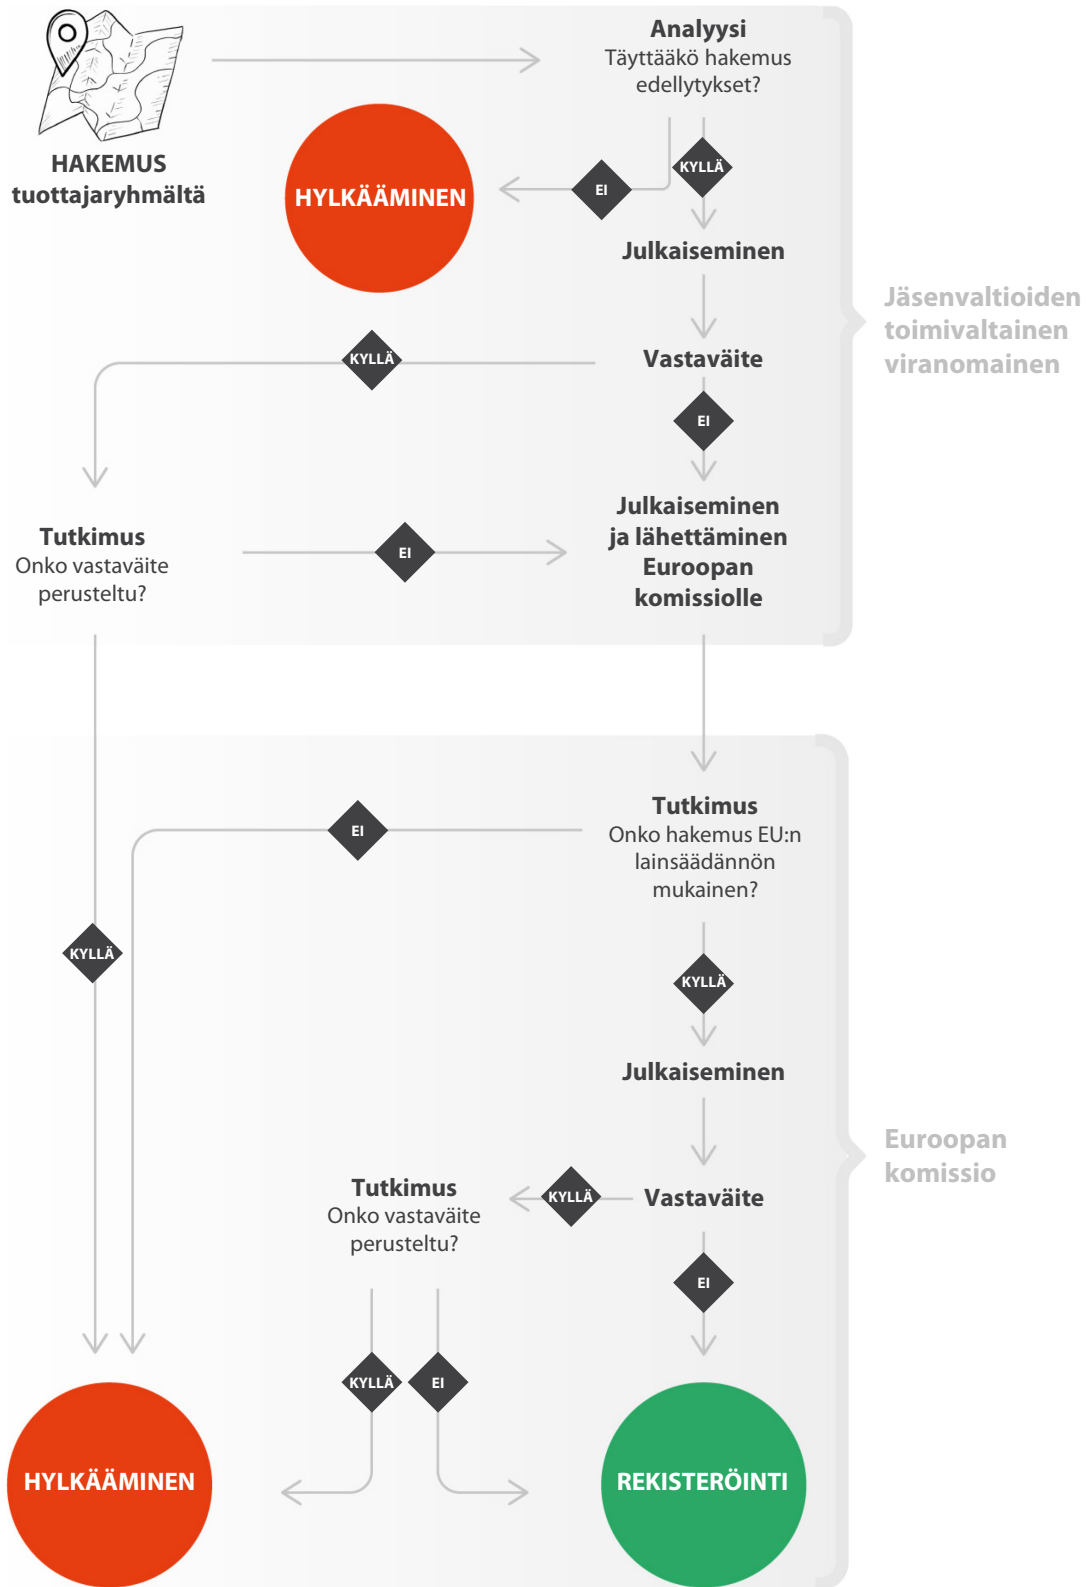 HAKEMUS
tuottajaryhmältä
Analyysi
Täyttääkö hakemus
edellytykset?
HYLKÄÄMINEN
EI
KYLLÄ
Julkaiseminen
Jäsenvaltioiden
toimivaltainen
viranomainen
KYLLÄ
Vastaväite
EI
Tutkimus
Onko vastaväite
perusteltu?
EI
Julkaiseminen
ja lähettäminen
Euroopan
komissiolle
EI
Tutkimus
Onko hakemus EU:n
lainsäädännön
mukainen?
KYLLÄ
KYLLÄ
Julkaiseminen
Euroopan
komissio
Tutkimus
Onko vastaväite
perusteltu?
KYLLÄ
Vastaväite
EI
KYLLÄ
EI
HYLKÄÄMINEN
REKISTERÖINTI